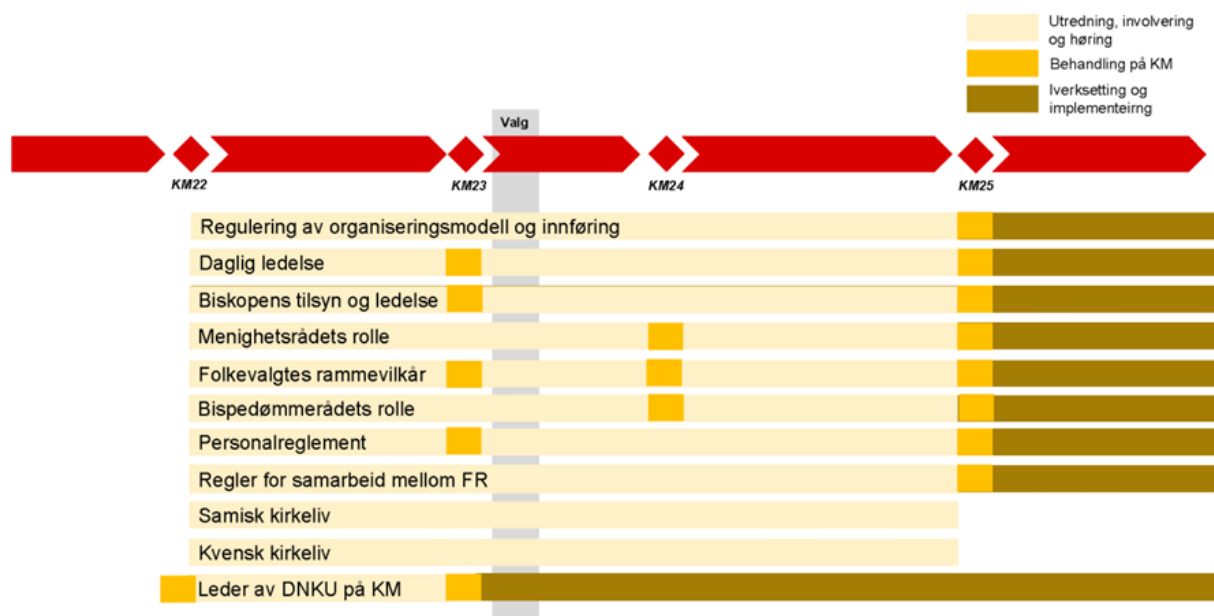 Utredning, involvering
og høring
Behandling på KM
Iverksetting og
implementeirng
Valg
KM22
KM23
KM24
KM25
Regulering av organiseringsmodell og innføring
Daglig ledelse
Biskopens tilsyn og ledelse
Menighetsrådets rolle
Folkevalgtes rammevilkår
Bispedømmerådets rolle
Personalreglement
Regler for samarbeid mellom FR
Samisk kirkeliv
Kvensk kirkeliv
Leder av DNKU på KM